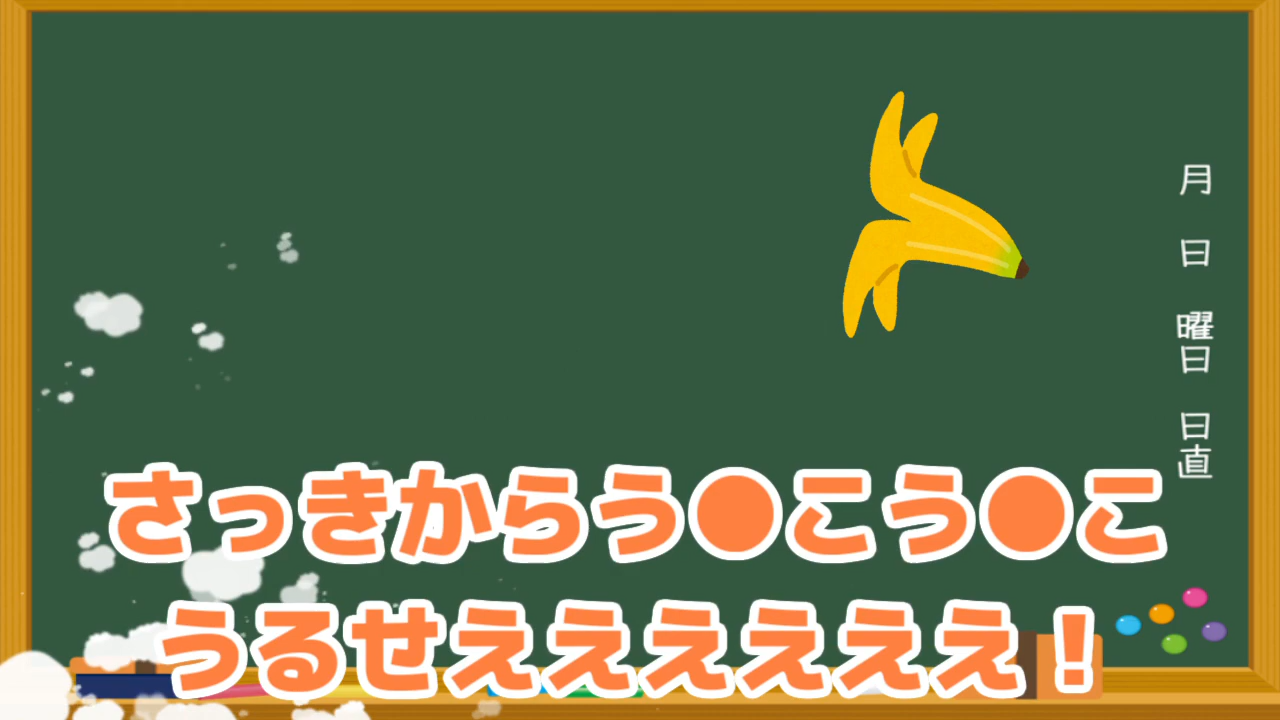 月 日 曜日 日直
さっきからう●こう●こ
うるせええええええ！